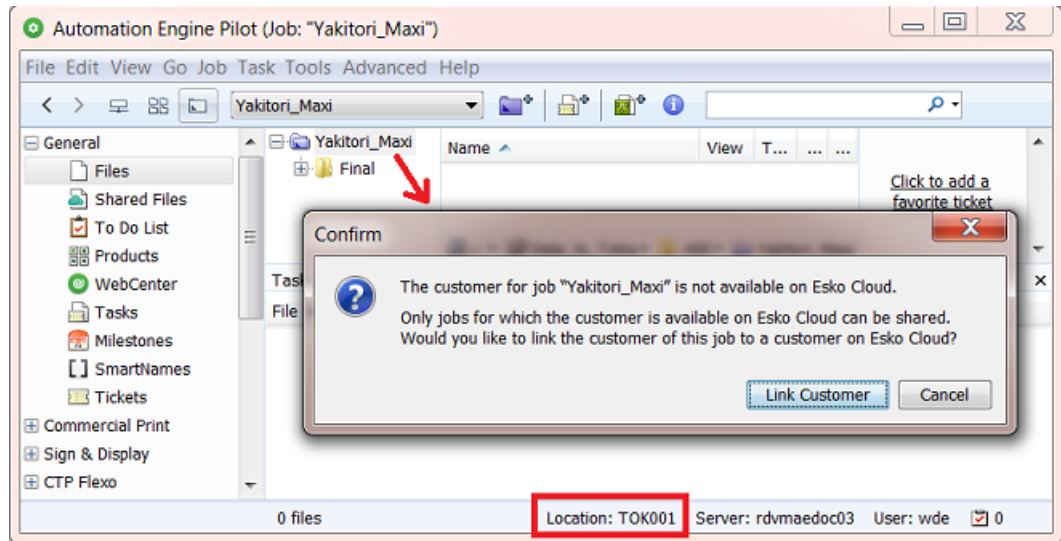 Automation Engine Pilot (Job: "Yakitori_Maxi")
File Edit View Go Job Task Tools Advanced Help
Yakitori_Maxi
General
Files
Shared Files
To Do List
Products
WebCenter
Tasks
Milestones
SmartNames
Tickets
Commercial Print
Sign & Display
CTP Flexo
Yakitori_Maxi
Final
Name View T... ... ...
Click to add a
favorite ticket
Confirm
The customer for job "Yakitori_Maxi" is not available on Esko Cloud.
Only jobs for which the customer is available on Esko Cloud can be shared.
Would you like to link the customer of this job to a customer on Esko Cloud?
Link Customer Cancel
File
0 files Location: TOK001 Server: rdvmaedoc03 User: wde 0